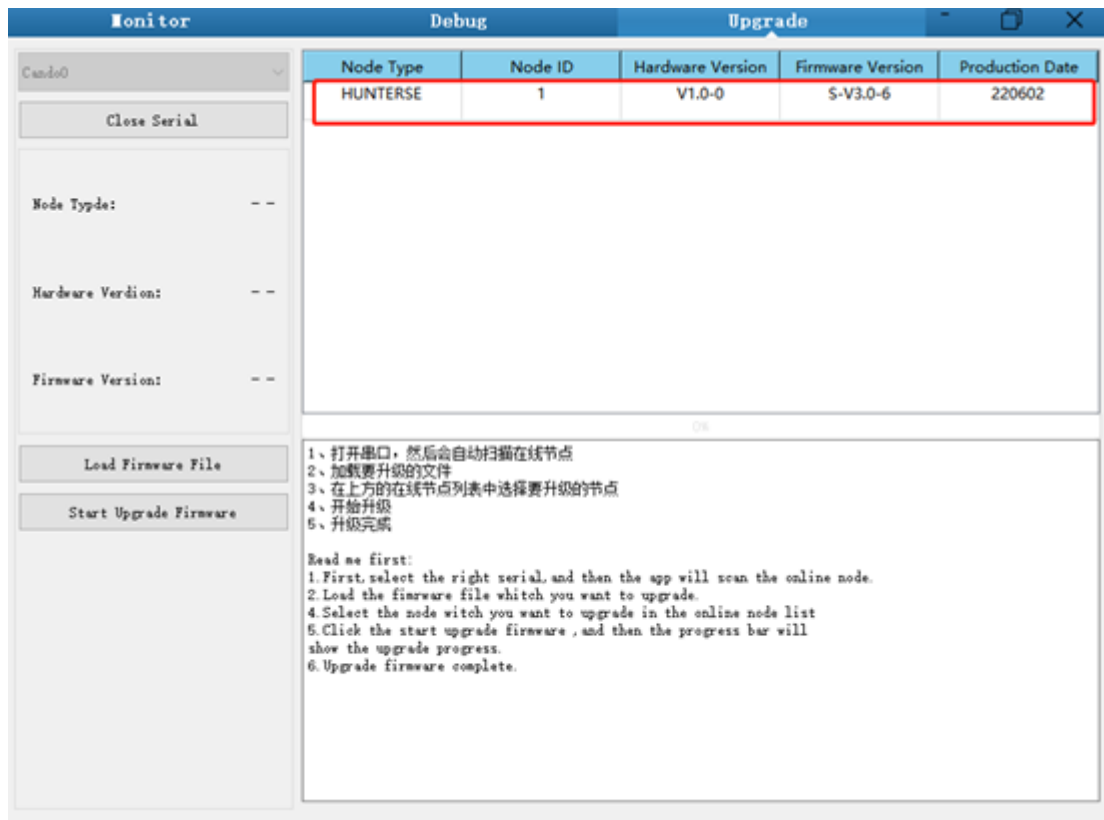 Monitor Debug Upgrade
Cando0
Close Serial
Node Typde: --
Hardware Verdion: --
Firmware Version: --
Load Firmware File
Start Upgrade Firmware
Node Type Node ID Hardware Version Firmware Version Production Date
HUNTERSE 1 V1.0-0 S-V3.0-6 220602
0%
1、打开串口，然后会自动扫描在线节点
2、加载要升级的文件
3、在上方的在线节点列表中选择要升级的节点
4、开始升级
5、升级完成
Read me first:
1.First,select the right serial,and then the app will scan the online node.
2.Load the fimrware file whitch you want to upgrade.
4.Select the node witch you want to upgrade in the online node list
5.Click the start upgrade firmware ,and then the progress bar will
show the upgrade progress.
6.Upgrade firmware complete.